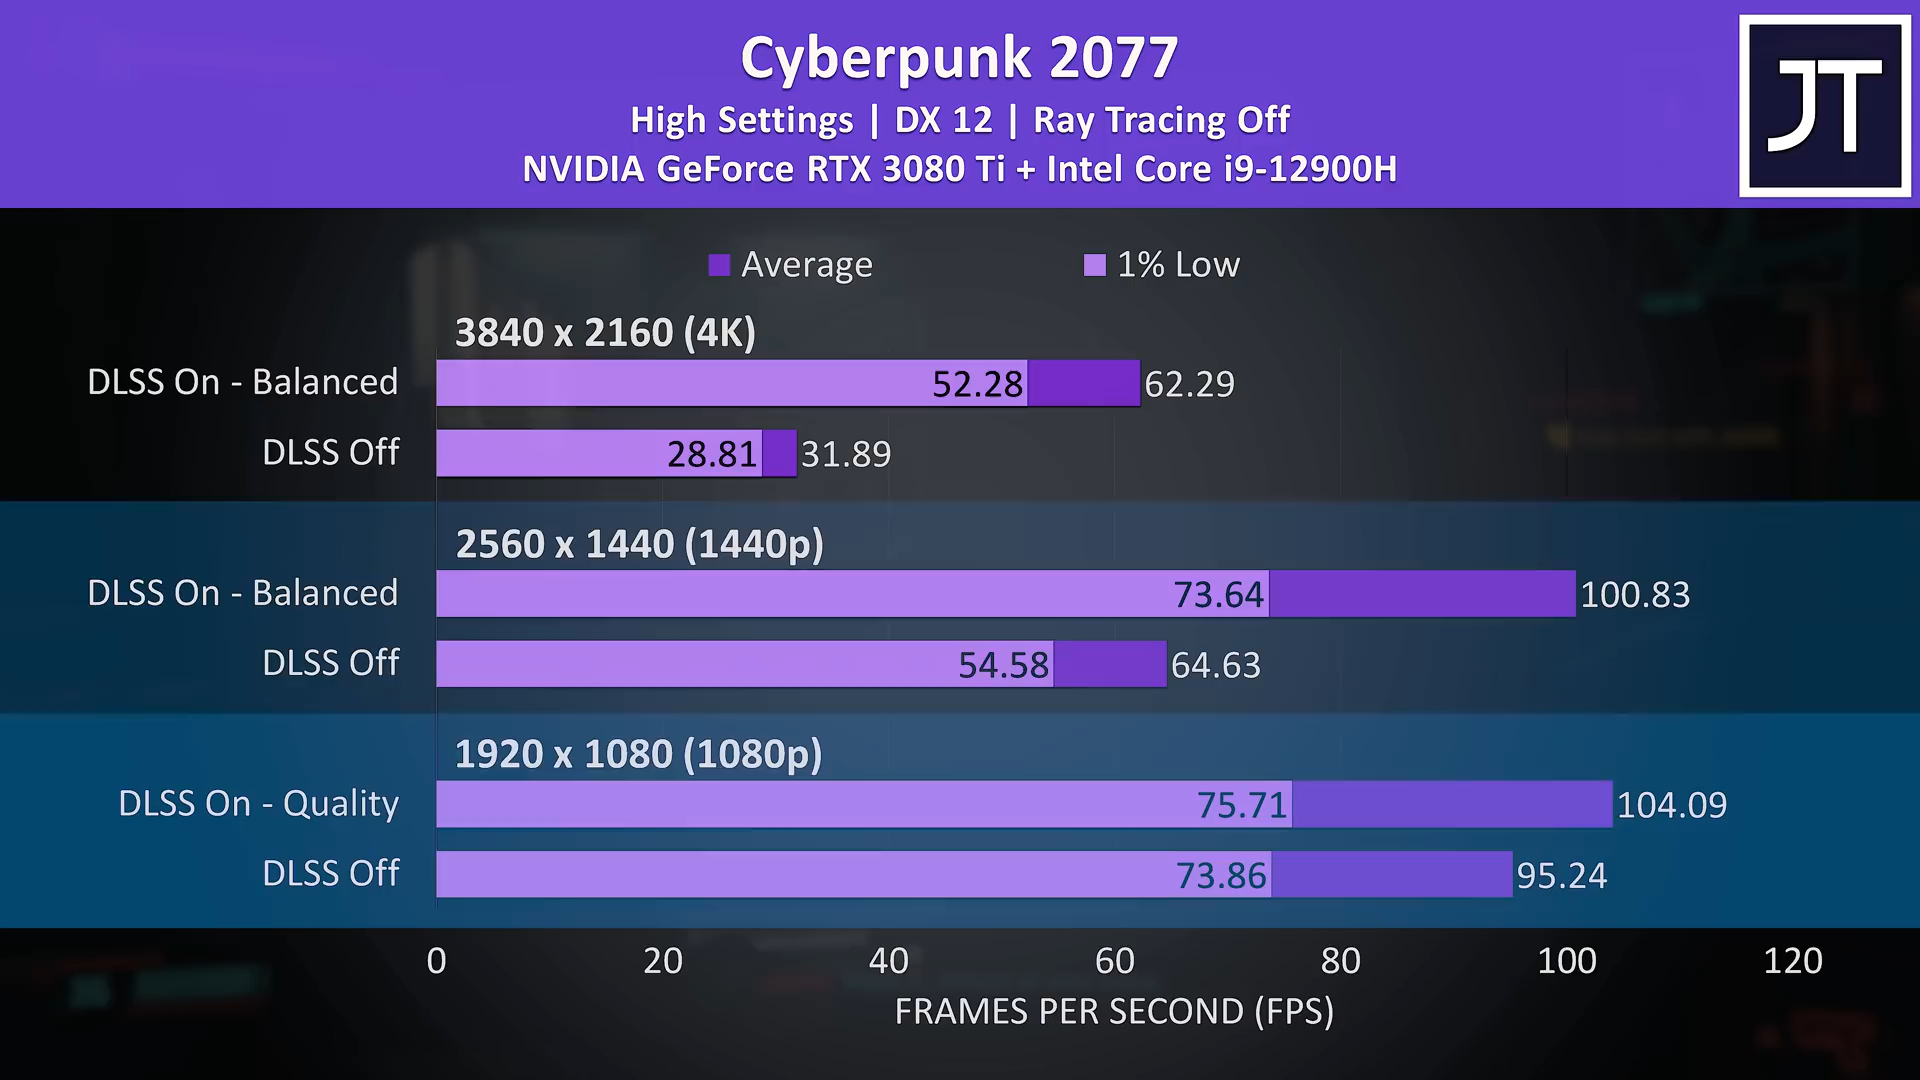 Cyberpunk 2077
JT
High Settings | DX 12 | Ray Tracing Off
NVIDIA GeForce RTX 3080 Ti + Intel Core i9-12900H
Average 1% Low
3840 x 2160 (4K)
DLSS On - Balanced 52.28 62.29
DLSS Off 28.81 31.89
2560 x 1440 (1440p)
DLSS On - Balanced 73.64 100.83
DLSS Off 54.58 64.63
1920 x 1080 (1080p)
DLSS On - Quality 75.71 104.09
DLSS Off 73.86 95.24
0 20 40 60 80 100 120
FRAMES PER SECOND (FPS)